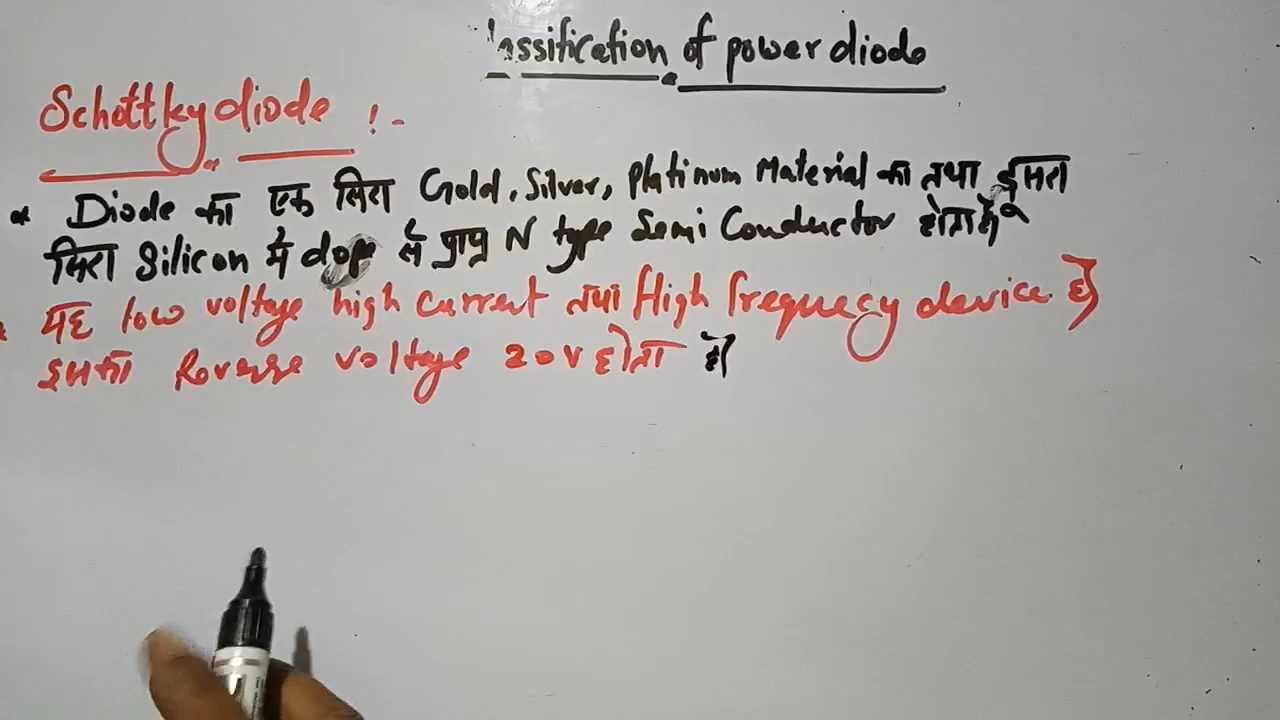 lassification of power diode
Schottky diode :-
Diode का एक सिरा Gold, Silver, Platinum Material का तथा दूसरा
सिरा Silicon मे dope से प्राप्त N type Semi Conductor होता है।
यह low voltage high current तथा High frequecy device है
इसका Reverse voltage 20v होता है।